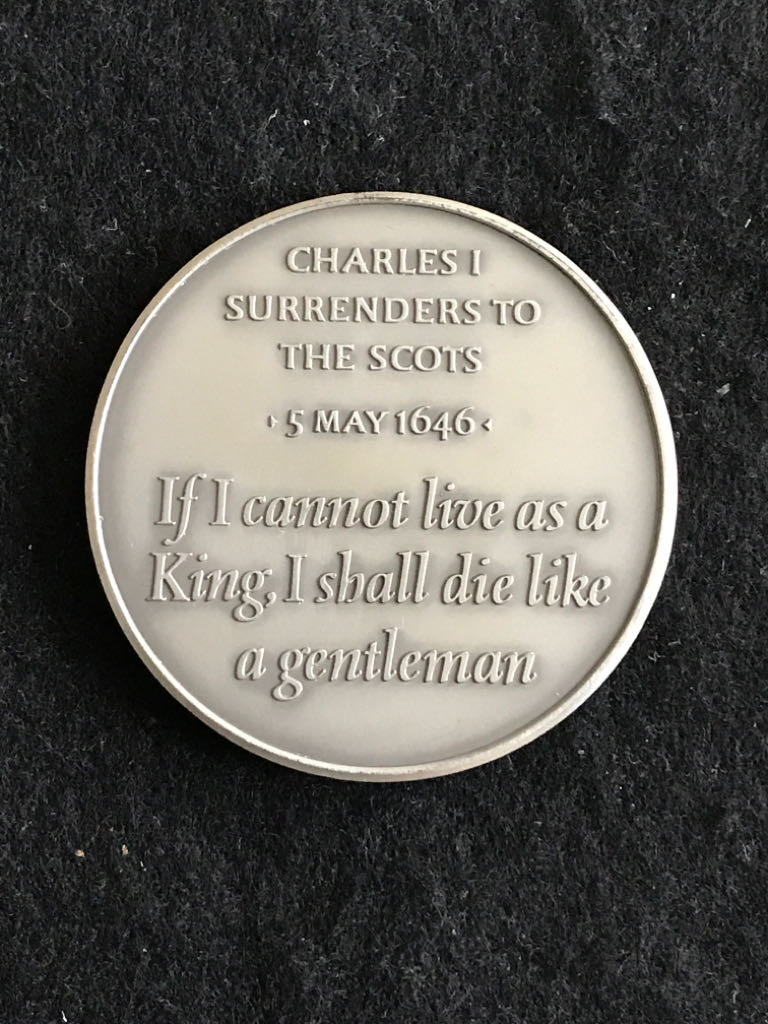 CHARLES I
SURRENDERS TO
THE SCOTS
· 5 MAY 1646 ·
If I cannot live as a
King, I shall die like
a gentleman